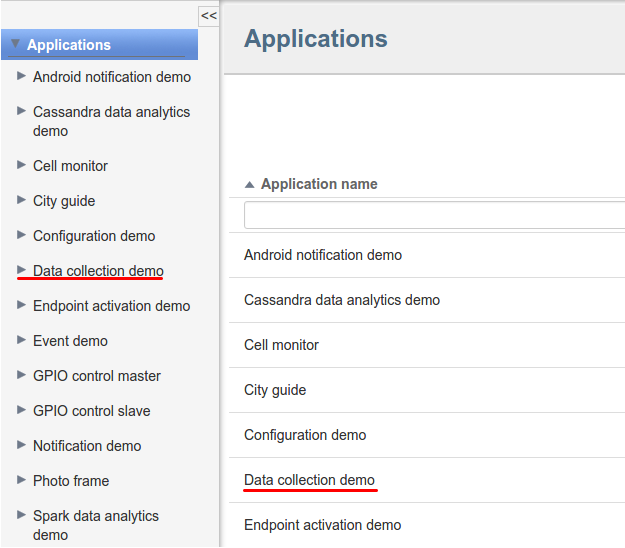 <<
Applications
Android notification demo
Cassandra data analytics
demo
Cell monitor
City guide
Configuration demo
Data collection demo
Endpoint activation demo
Event demo
GPIO control master
GPIO control slave
Notification demo
Photo frame
Spark data analytics
demo
Applications
Application name
Android notification demo
Cassandra data analytics demo
Cell monitor
City guide
Configuration demo
Data collection demo
Endpoint activation demo